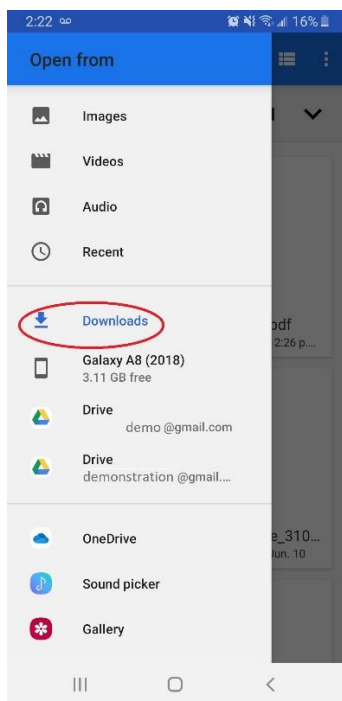 2:22 16%
Open from
Images
Videos
Audio
Recent
Downloads
pdf
2:26 p...
Galaxy A8 (2018)
3.11 GB free
Drive
demo @gmail.com
Drive
demonstration @gmail....
e_310...
Jun. 10
OneDrive
Sound picker
Gallery